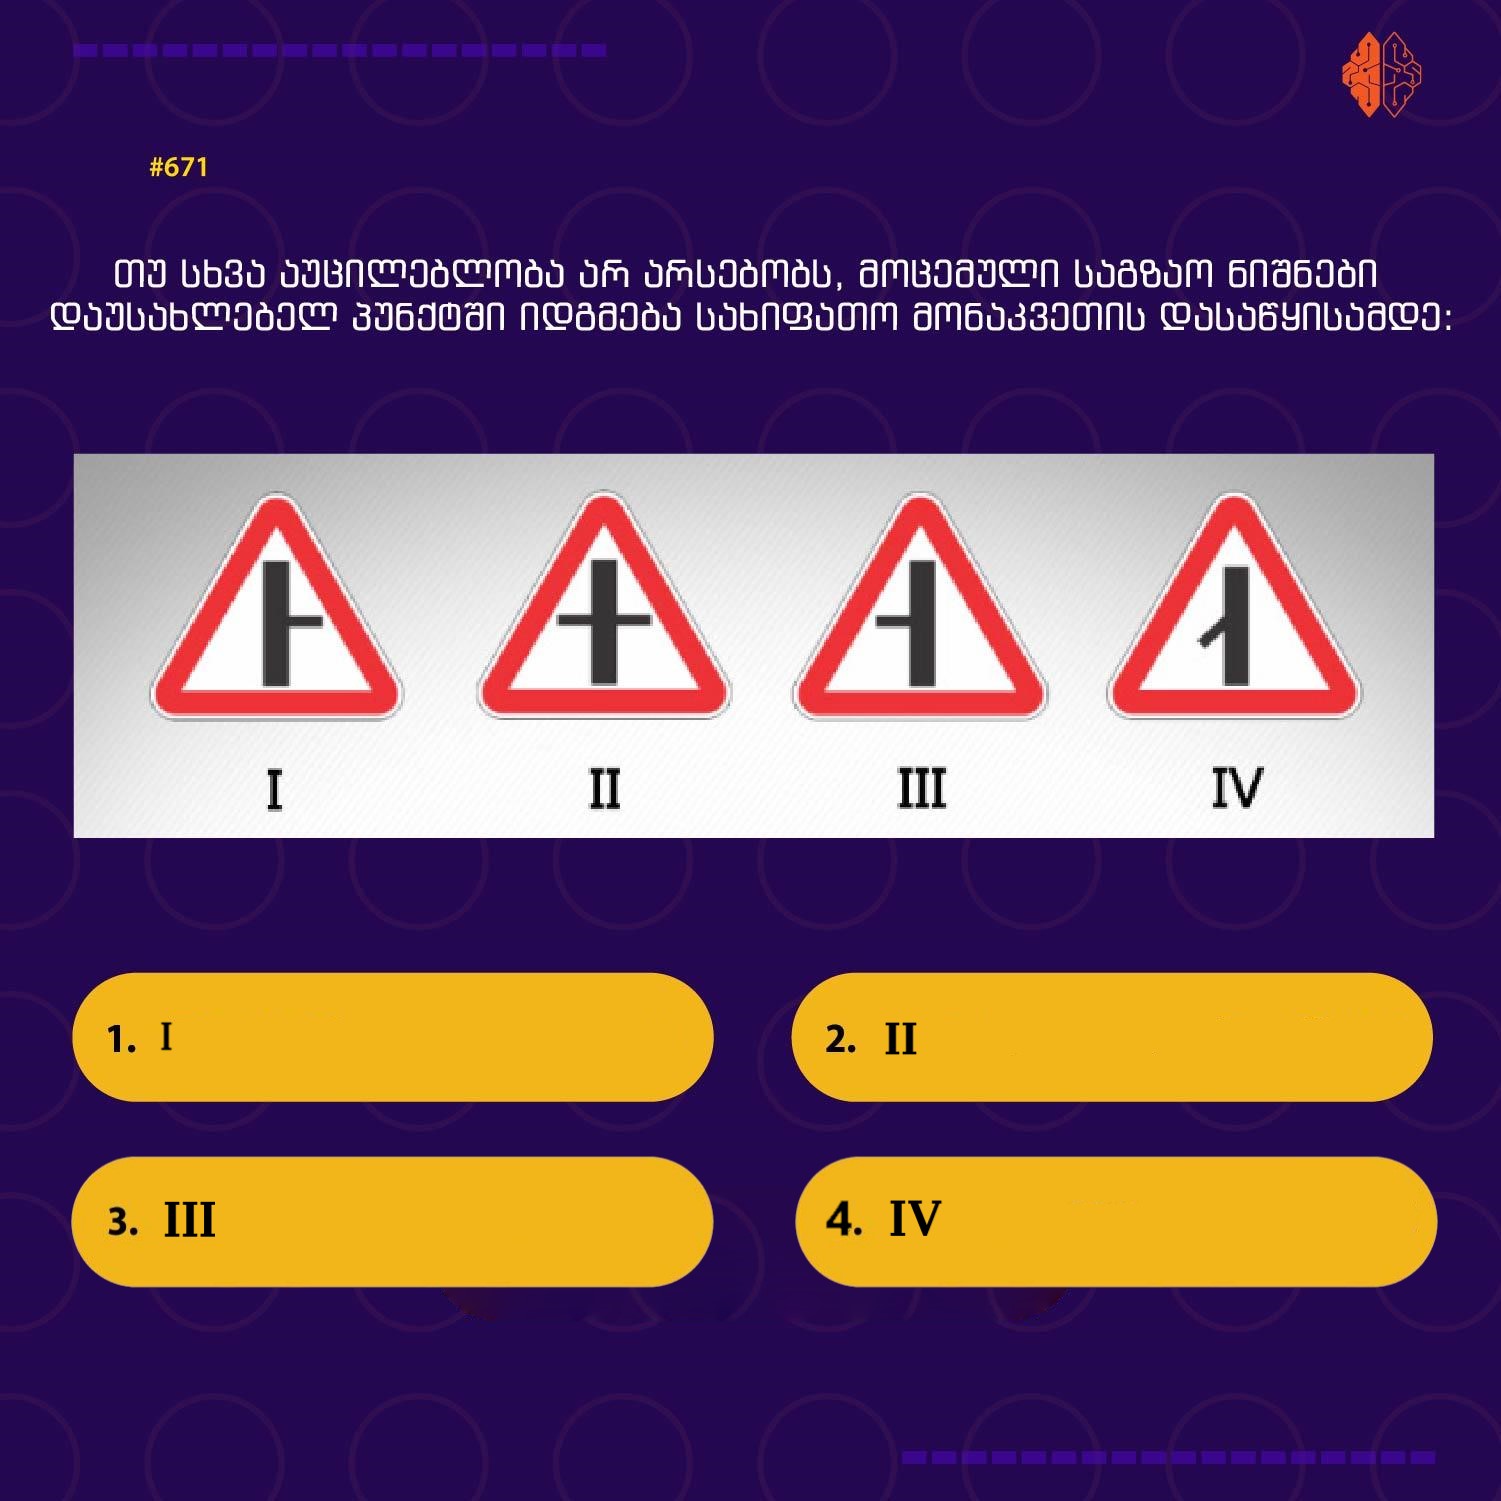 #671
თუ სხვა აუცილებლობა არ არსებობს, მოცემული საგზაო ნიშნები
დაუსახლებელ პუნქტში იდგმება სახიფათო მონაკვეთის დასაწყისამდე:
I II III IV
1. I
2. II
3. III
4. IV